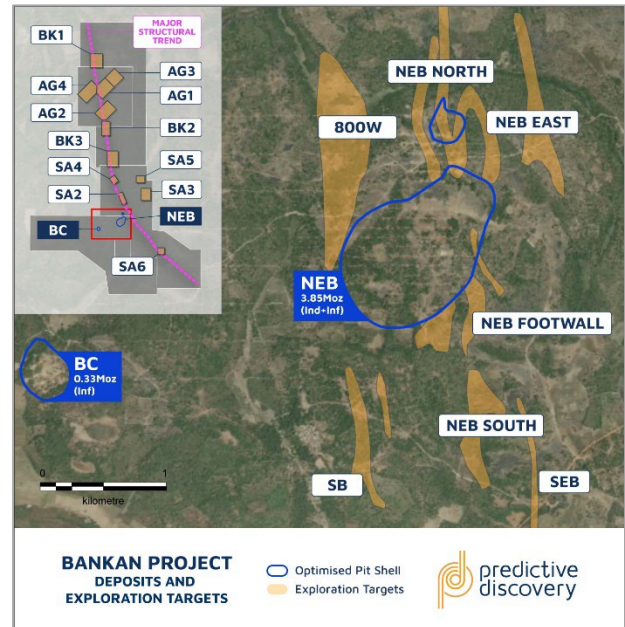 MAJOR
STRUCTURAL
TREND
BK1
AG3
AG4
AG1
AG2
BK2
BK3
SA5
SA4
SA3
SA2
NEB
BC
SA6
NEB NORTH
800W
NEB EAST
NEB
3.85Moz
(Ind+Inf)
NEB FOOTWALL
BC
0.33Moz
(Inf)
NEB SOUTH
SB
SEB
0 1
kilometre
BANKAN PROJECT
DEPOSITS AND
EXPLORATION TARGETS
Optimised Pit Shell
Exploration Targets
predictive
discovery